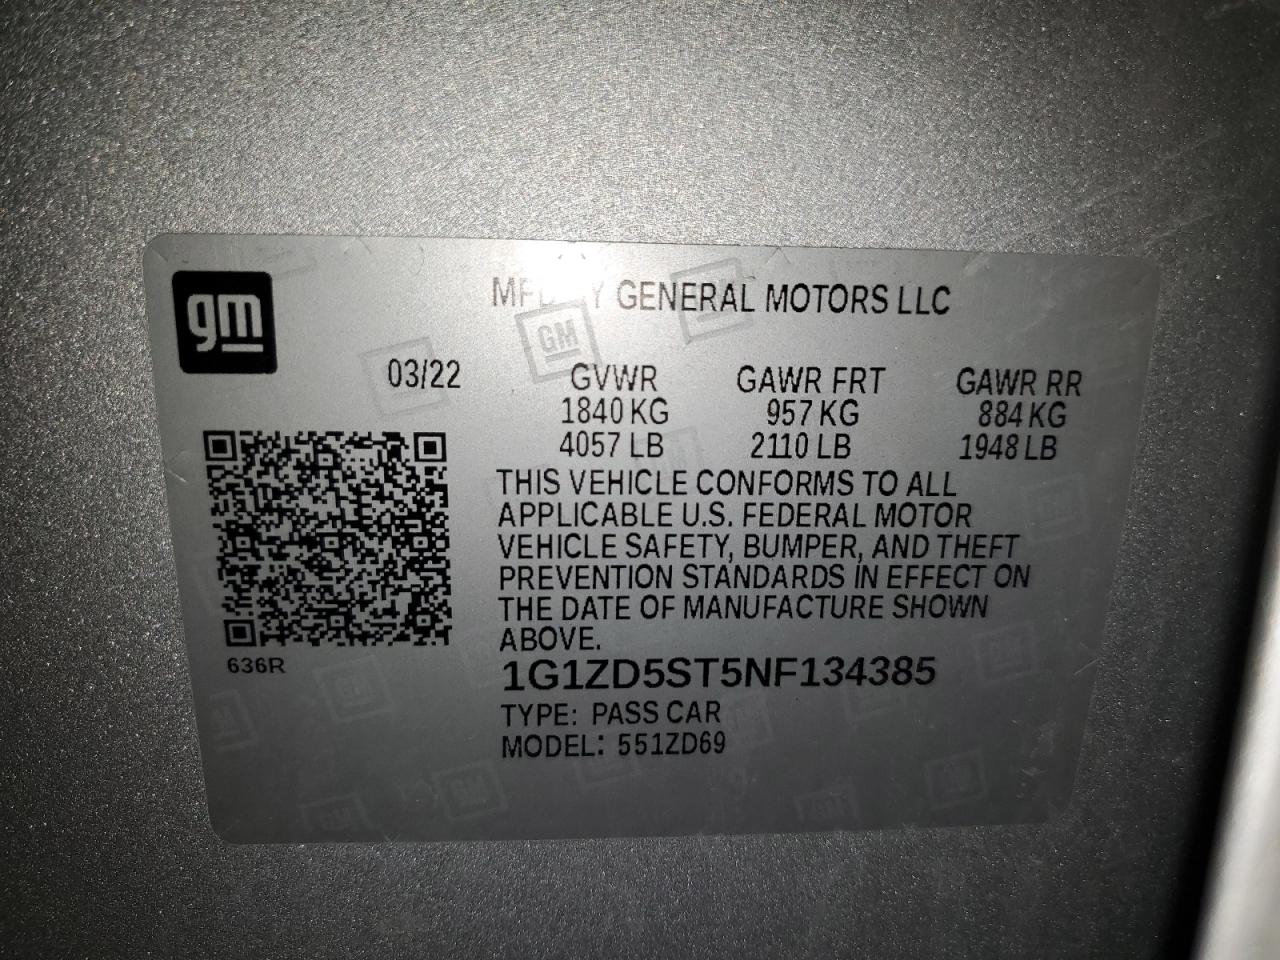 gm
MFD Y GENERAL MOTORS LLC
03/22
GVWR GAWR FRT GAWR RR
1840 KG 957 KG 884 KG
4057 LB 2110 LB 1948 LB
THIS VEHICLE CONFORMS TO ALL
APPLICABLE U.S. FEDERAL MOTOR
VEHICLE SAFETY, BUMPER, AND THEFT
PREVENTION STANDARDS IN EFFECT ON
THE DATE OF MANUFACTURE SHOWN
ABOVE.
636R
1G1ZD5ST5NF134385
TYPE: PASS CAR
MODEL: 551ZD69
GM